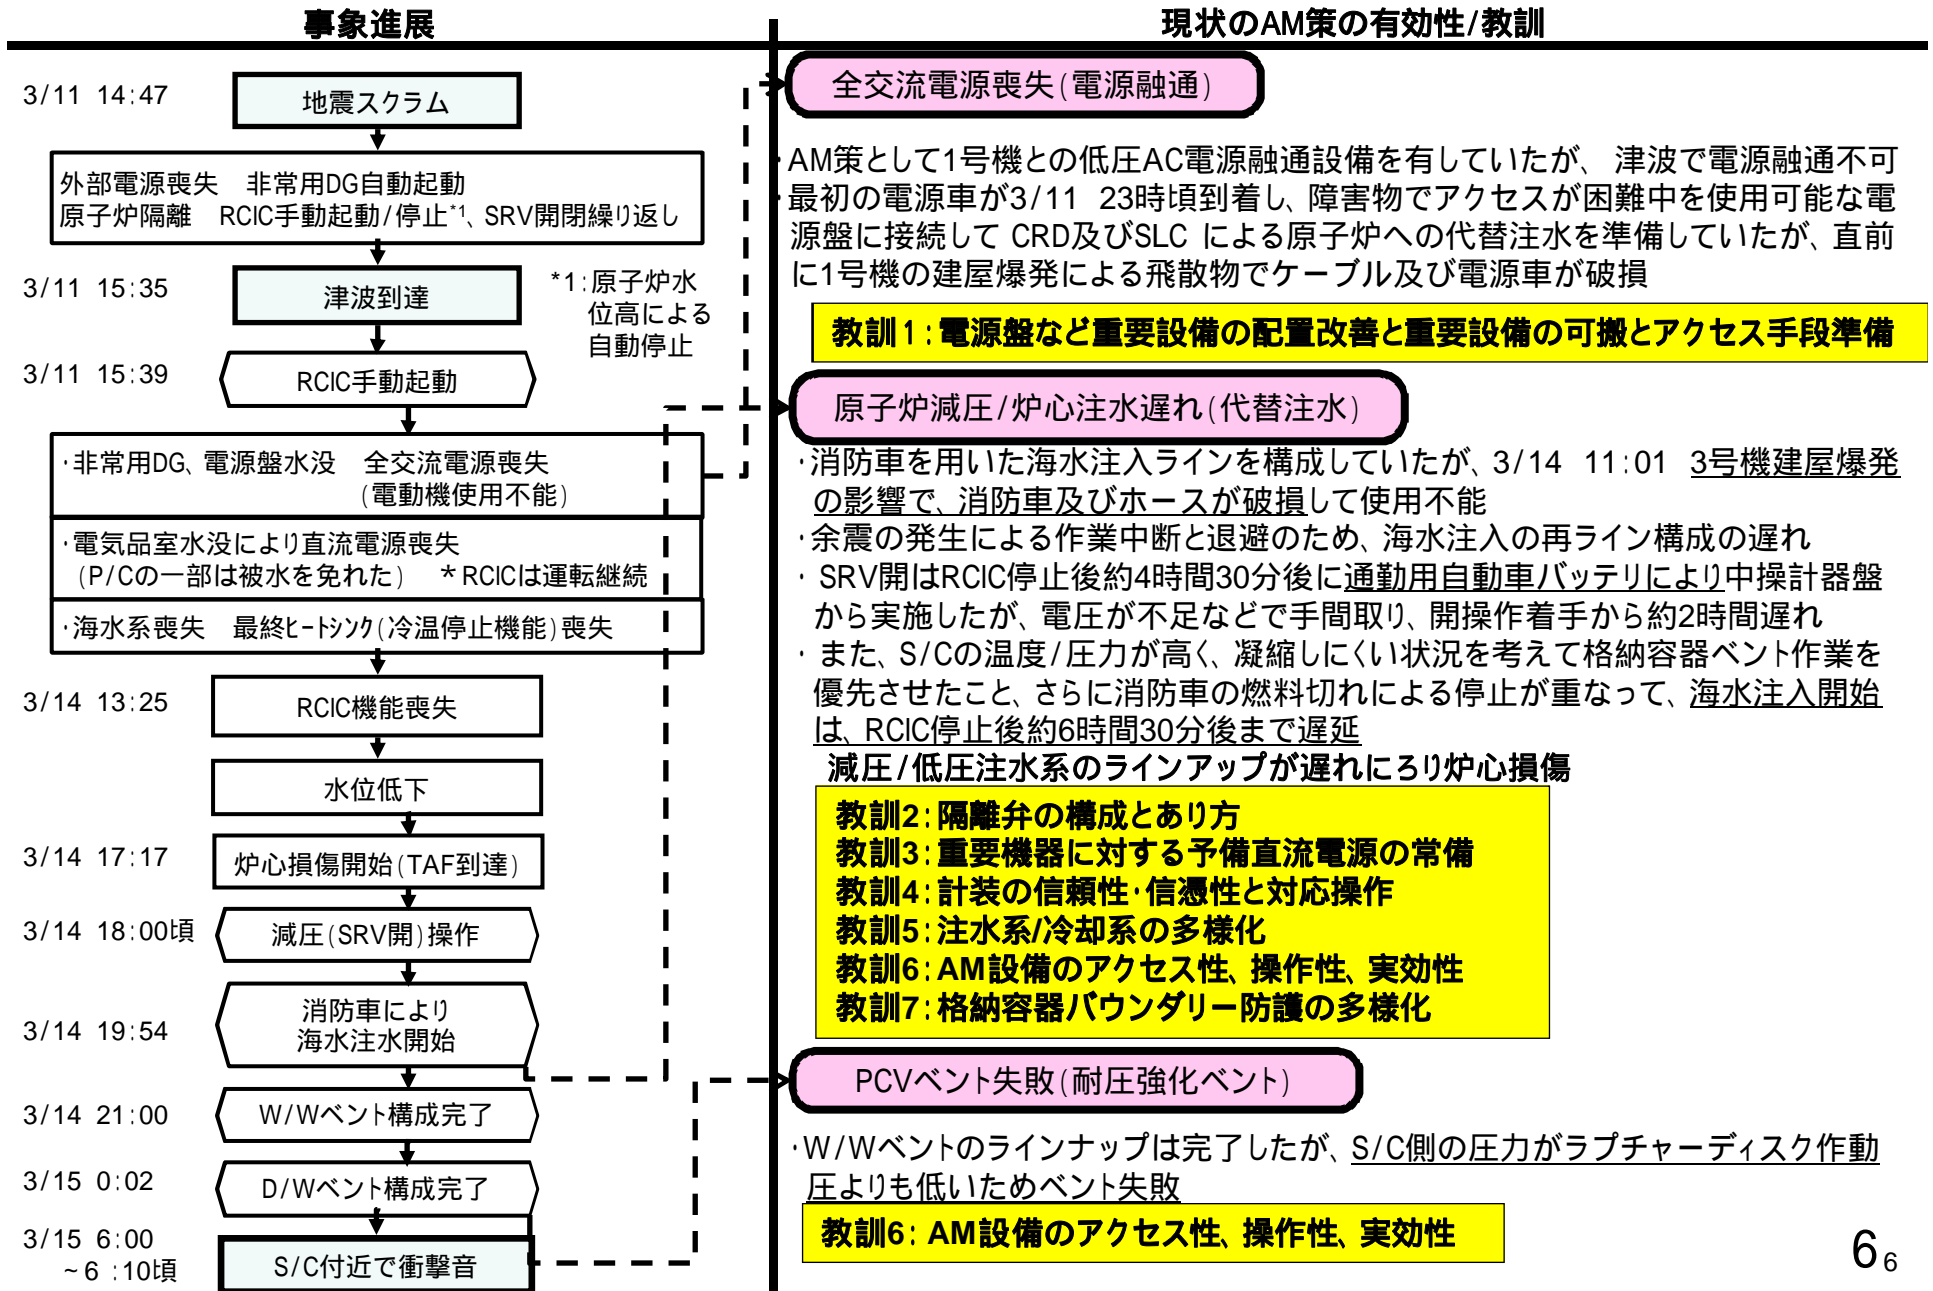 事象進展
3/11 14:47
地震スクラム
外部電源喪失　非常用DG自動起動
原子炉隔離　RCIC手動起動/停止*1、SRV開閉繰り返し
3/11 15:35
津波到達
*1:原子炉水
位高による
自動停止
3/11 15:39
RCIC手動起動
・非常用DG、電源盤水没　全交流電源喪失
(電動機使用不能)
・電気品室水没により直流電源喪失
(P/Cの一部は被水を免れた)　＊RCICは運転継続
・海水系喪失　最終ﾋｰﾄｼﾝｸ(冷温停止機能)喪失
3/14 13:25
RCIC機能喪失
水位低下
3/14 17:17
炉心損傷開始(TAF到達)
3/14 18:00頃
減圧(SRV開)操作
3/14 19:54
消防車により
海水注水開始
3/14 21:00
W/Wベント構成完了
3/15 0:02
D/Wベント構成完了
3/15 6:00
~6:10頃
S/C付近で衝撃音
現状のAM策の有効性/教訓
全交流電源喪失(電源融通)
・AM策として1号機との低圧AC電源融通設備を有していたが、 津波で電源融通不可
・最初の電源車が3/11 23時頃到着し、障害物でアクセスが困難中を使用可能な電
源盤に接続して CRD及びSLC による原子炉への代替注水を準備していたが、直前
に1号機の建屋爆発による飛散物でケーブル及び電源車が破損
教訓1:電源盤など重要設備の配置改善と重要設備の可搬とアクセス手段準備
原子炉減圧/炉心注水遅れ(代替注水)
・消防車を用いた海水注入ラインを構成していたが、3/14 11:01 3号機建屋爆発
の影響で、消防車及びホースが破損して使用不能
・余震の発生による作業中断と退避のため、海水注入の再ライン構成の遅れ
・ SRV開はRCIC停止後約4時間30分後に通勤用自動車バッテリにより中操計器盤
から実施したが、電圧が不足などで手間取り、開操作着手から約2時間遅れ
・ また、S/Cの温度/圧力が高く、凝縮しにくい状況を考えて格納容器ベント作業を
優先させたこと、さらに消防車の燃料切れによる停止が重なって、海水注入開始
は、RCIC停止後約6時間30分後まで遅延
減圧/低圧注水系のラインアップが遅れにろり炉心損傷
教訓2:隔離弁の構成とあり方
教訓3:重要機器に対する予備直流電源の常備
教訓4:計装の信頼性・信憑性と対応操作
教訓5:注水系/冷却系の多様化
教訓6:AM設備のアクセス性、操作性、実効性
教訓7:格納容器バウンダリー防護の多様化
PCVベント失敗(耐圧強化ベント)
・W/Wベントのラインナップは完了したが、S/C側の圧力がラプチャーディスク作動
圧よりも低いためベント失敗
教訓6: AM設備のアクセス性、操作性、実効性
6 6